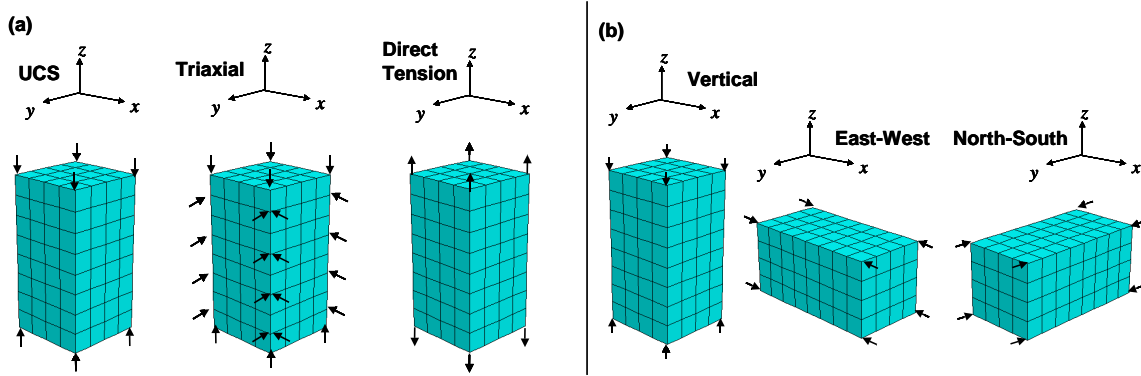 (a)
UCS
z
y
x
Triaxial
z
y
x
Direct
Tension
z
y
x
(b)
Vertical
z
y
x
East-West
z
y
x
North-South
z
y
x